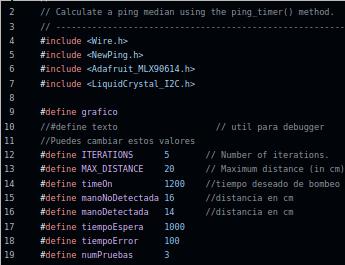 2 // Calculate a ping median using the ping_timer() method.
3 // ---------------------------------------------------------
4 #include <Wire.h>
5 #include <NewPing.h>
6 #include <Adafruit_MLX90614.h>
7 #include <LiquidCrystal_I2C.h>
8
9 #define grafico
10 //#define texto // util para debugger
11 //Puedes cambiar estos valores
12 #define ITERATIONS 5 // Number of iterations.
13 #define MAX_DISTANCE 20 // Maximum distance (in cm)
14 #define timeOn 1200 //tiempo deseado de bombeo
15 #define manoNoDetectada 16 //distancia en cm
16 #define manoDetectada 14 //distancia en cm
17 #define tiempoEspera 1000
18 #define tiempoError 100
19 #define numPruebas 3